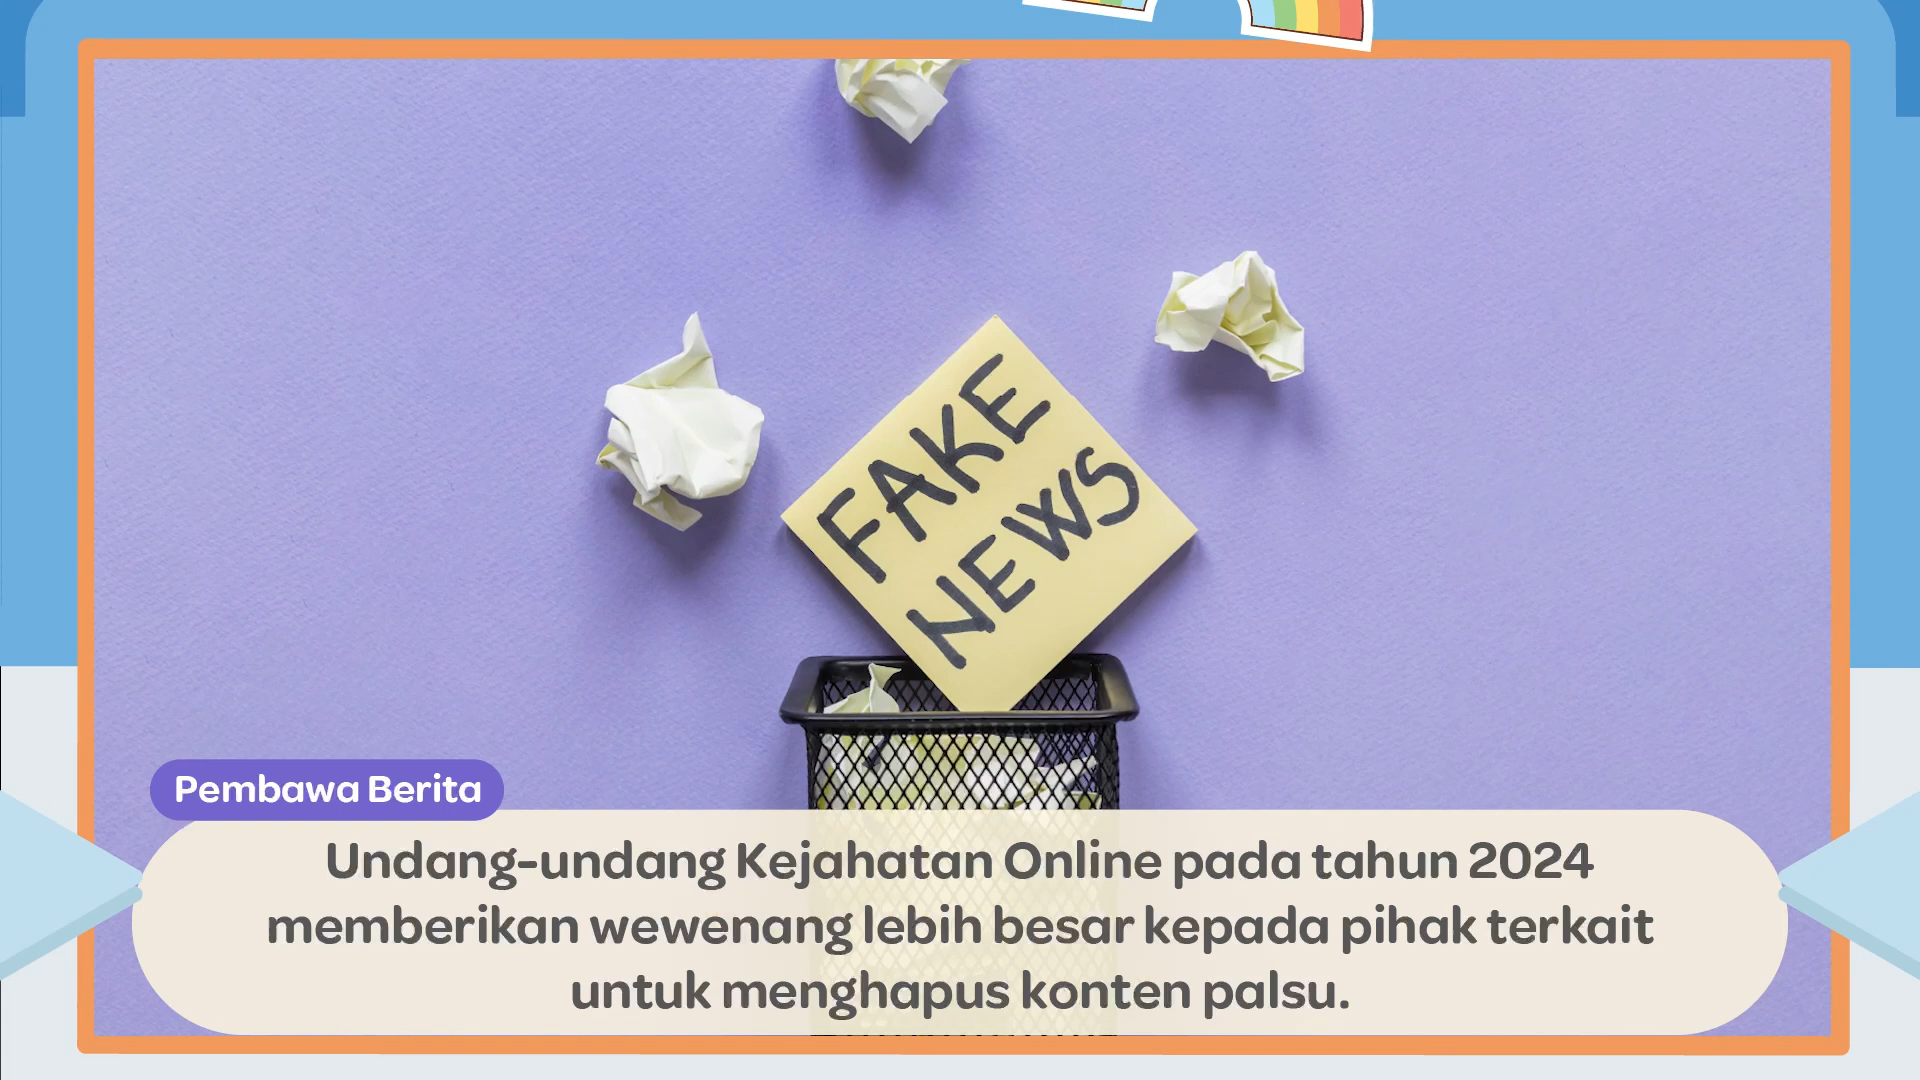 FAKE
NEWS
Pembawa Berita
Undang-undang Kejahatan Online pada tahun 2024
memberikan wewenang lebih besar kepada pihak terkait
untuk menghapus konten palsu.